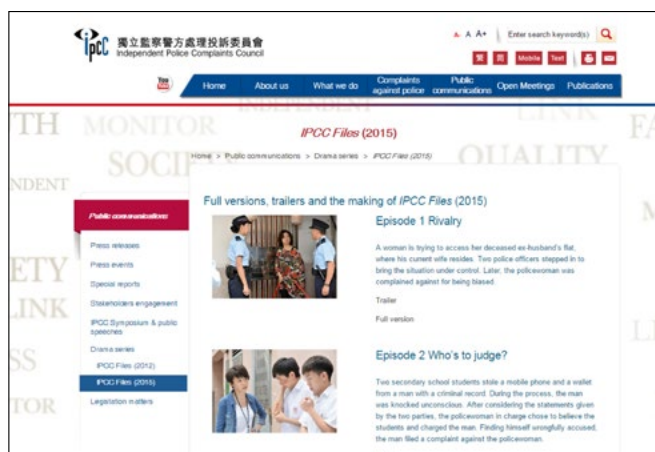 ipcc 獨立監察警方處理投訴委員會
Independent Police Complaints Council
A- A A+
Enter search keyword(s)
繁 简 Mobile Text
You Tube
Home About us What we do Complaints against police Public communications Open Meetings Publications
INDEPENDENT LINK
TH MONITOR
IPCC Files (2015)
SOCI QUALITY
Home > Public communications > Drama series > IPCC Files (2015)
NDENT
Full versions, trailers and the making of IPCC Files (2015)
Public communications
Episode 1 Rivalry
Press releases
Press events
Special reports
Stakeholders engagement
IPCC Symposium & public
speeches
Drama series
IPCC Files (2012)
IPCC Files (2015)
Legislation matters
A woman is trying to access her deceased ex-husband's flat,
where his current wife resides. Two police officers stepped in to
bring the situation under control. Later, the policewoman was
complained against for being biased.
Trailer
Full version
ETY
LINK
SS
TOR
Episode 2 Who's to judge?
Two secondary school students stole a mobile phone and a wallet
from a man with a criminal record. During the process, the man
was knocked unconscious. After considering the statements given
by the two parties, the policewoman in charge chose to believe the
students and charged the man. Finding himself wrongfully accused,
the man filed a complaint against the policewoman.